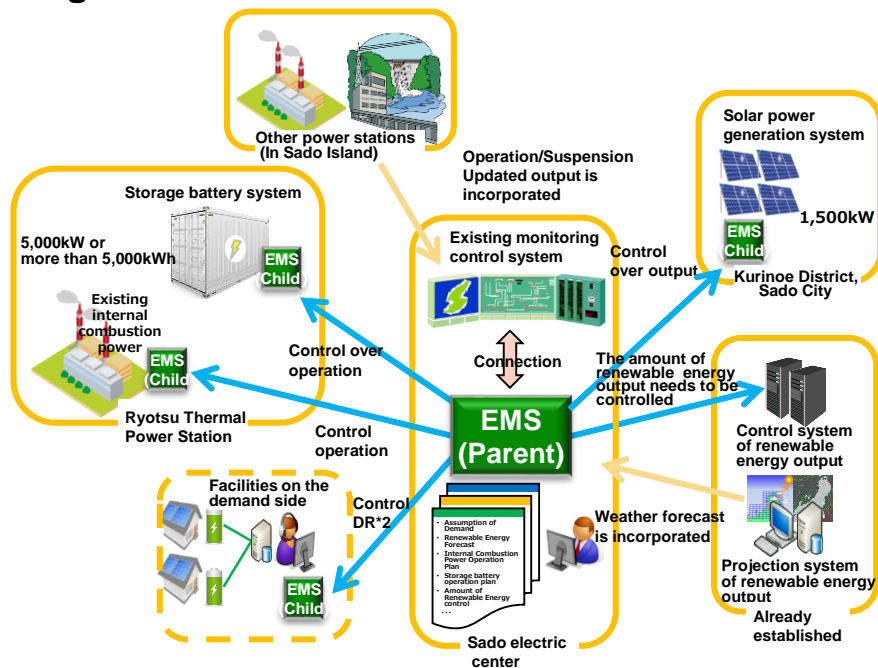 Other power stations
(In Sado Island)
Operation/Suspension
Updated output is
incorporated
Solar power
generation system
1,500kW
EMS
(Child)
Kurinoe District,
Sado City
Storage battery system
5,000kW or
more than 5,000kWh
EMS
(Child)
Existing
internal
combustion
power
EMS
(Child)
Ryotsu Thermal
Power Station
Existing monitoring
control system
Control
over output
Connection
Control over
operation
Control
operation
The amount of
renewable energy
output needs to be
controlled
EMS
(Parent)
Control system
of renewable
energy output
Facilities on the
demand side
EMS
(Child)
Control
DR*2
• Assumption of
Demand
• Renewable Energy
Forecast
• Internal Combustion
Power Operation
Plan
• Storage battery
operation plan
• Amount of
Renewable Energy
control
...
Weather forecast
is incorporated
Projection system
of renewable energy
output
Already
established
Sado electric
center